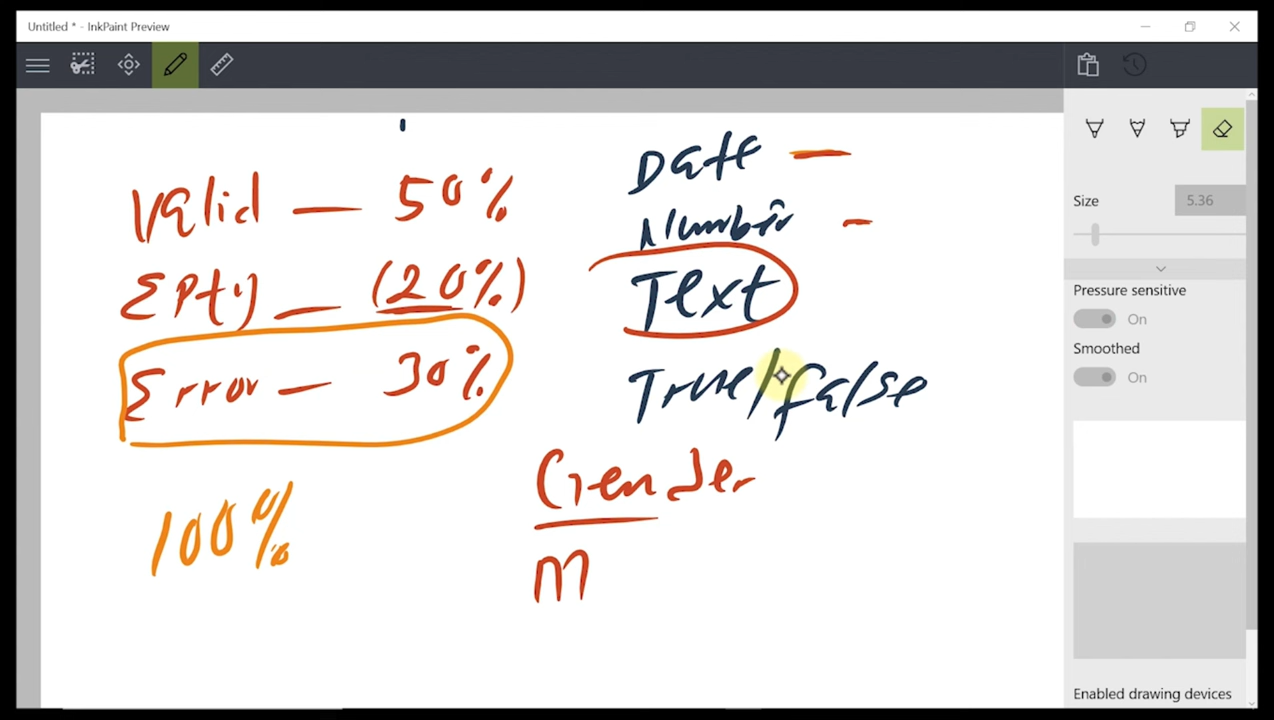 Untitled * - InkPaint Preview
Valid — 50%
Epty — (20%)
Error — 30%
100%
Date —
Number -
Text
True/false
Gender
M
Size
5.36
Pressure sensitive
On
Smoothed
On
Enabled drawing devices